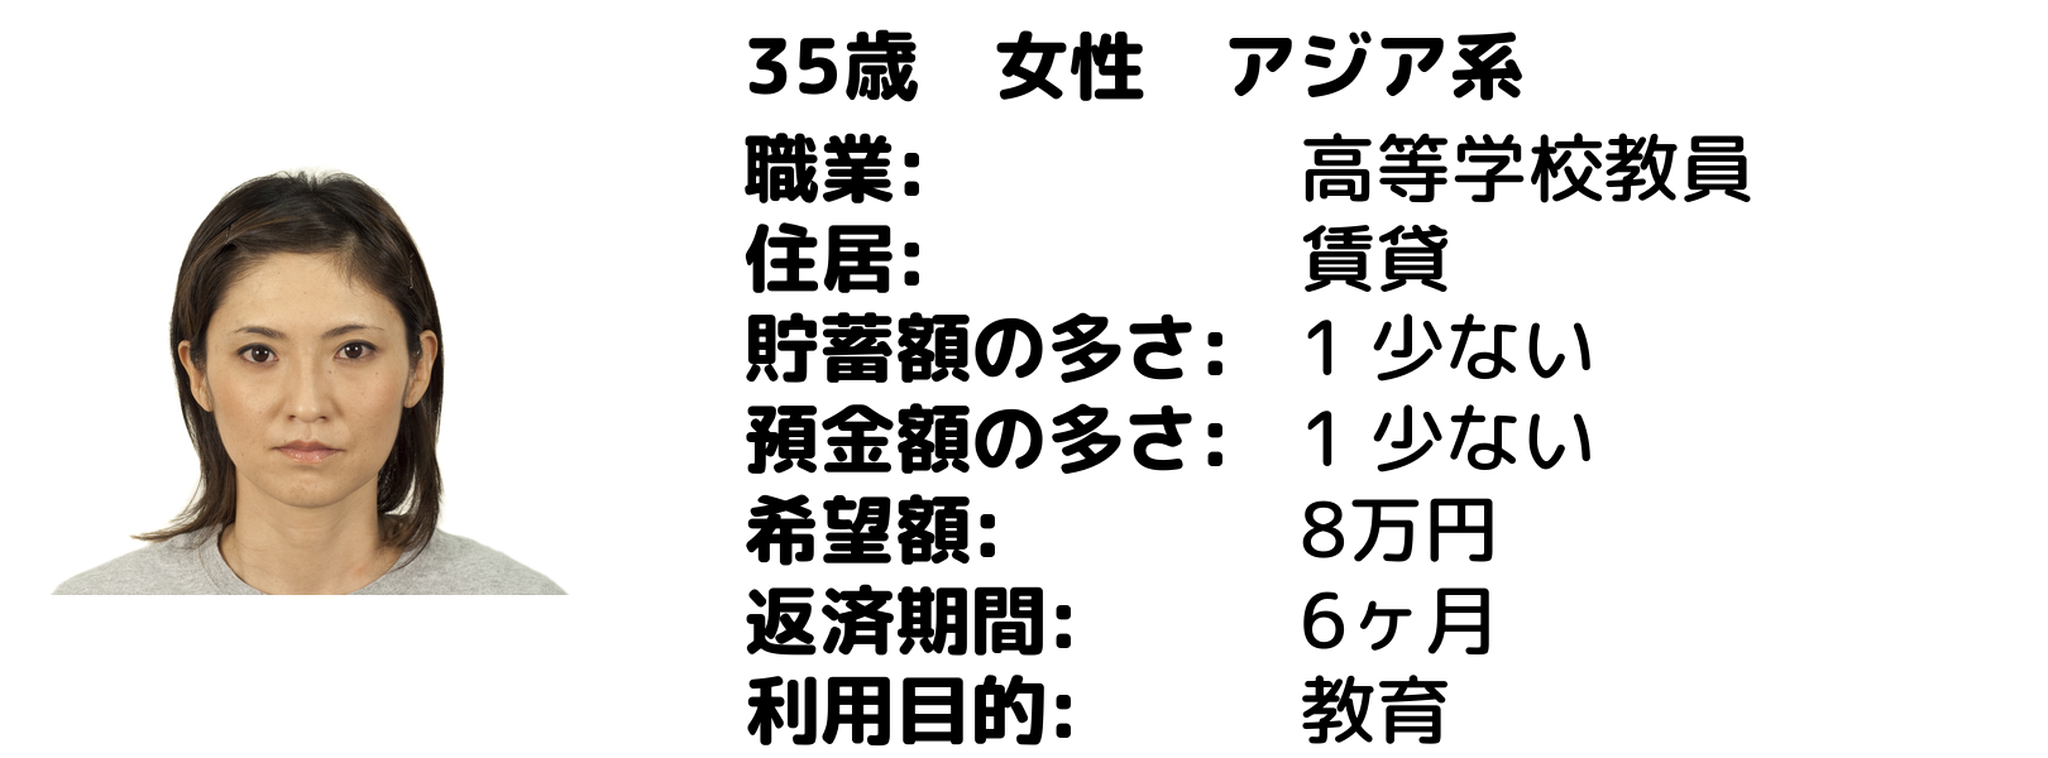 35歳　女性　アジア系
職業: 高等学校教員
住居: 賃貸
貯蓄額の多さ: 1 少ない
預金額の多さ: 1 少ない
希望額: 8万円
返済期間: 6ヶ月
利用目的: 教育